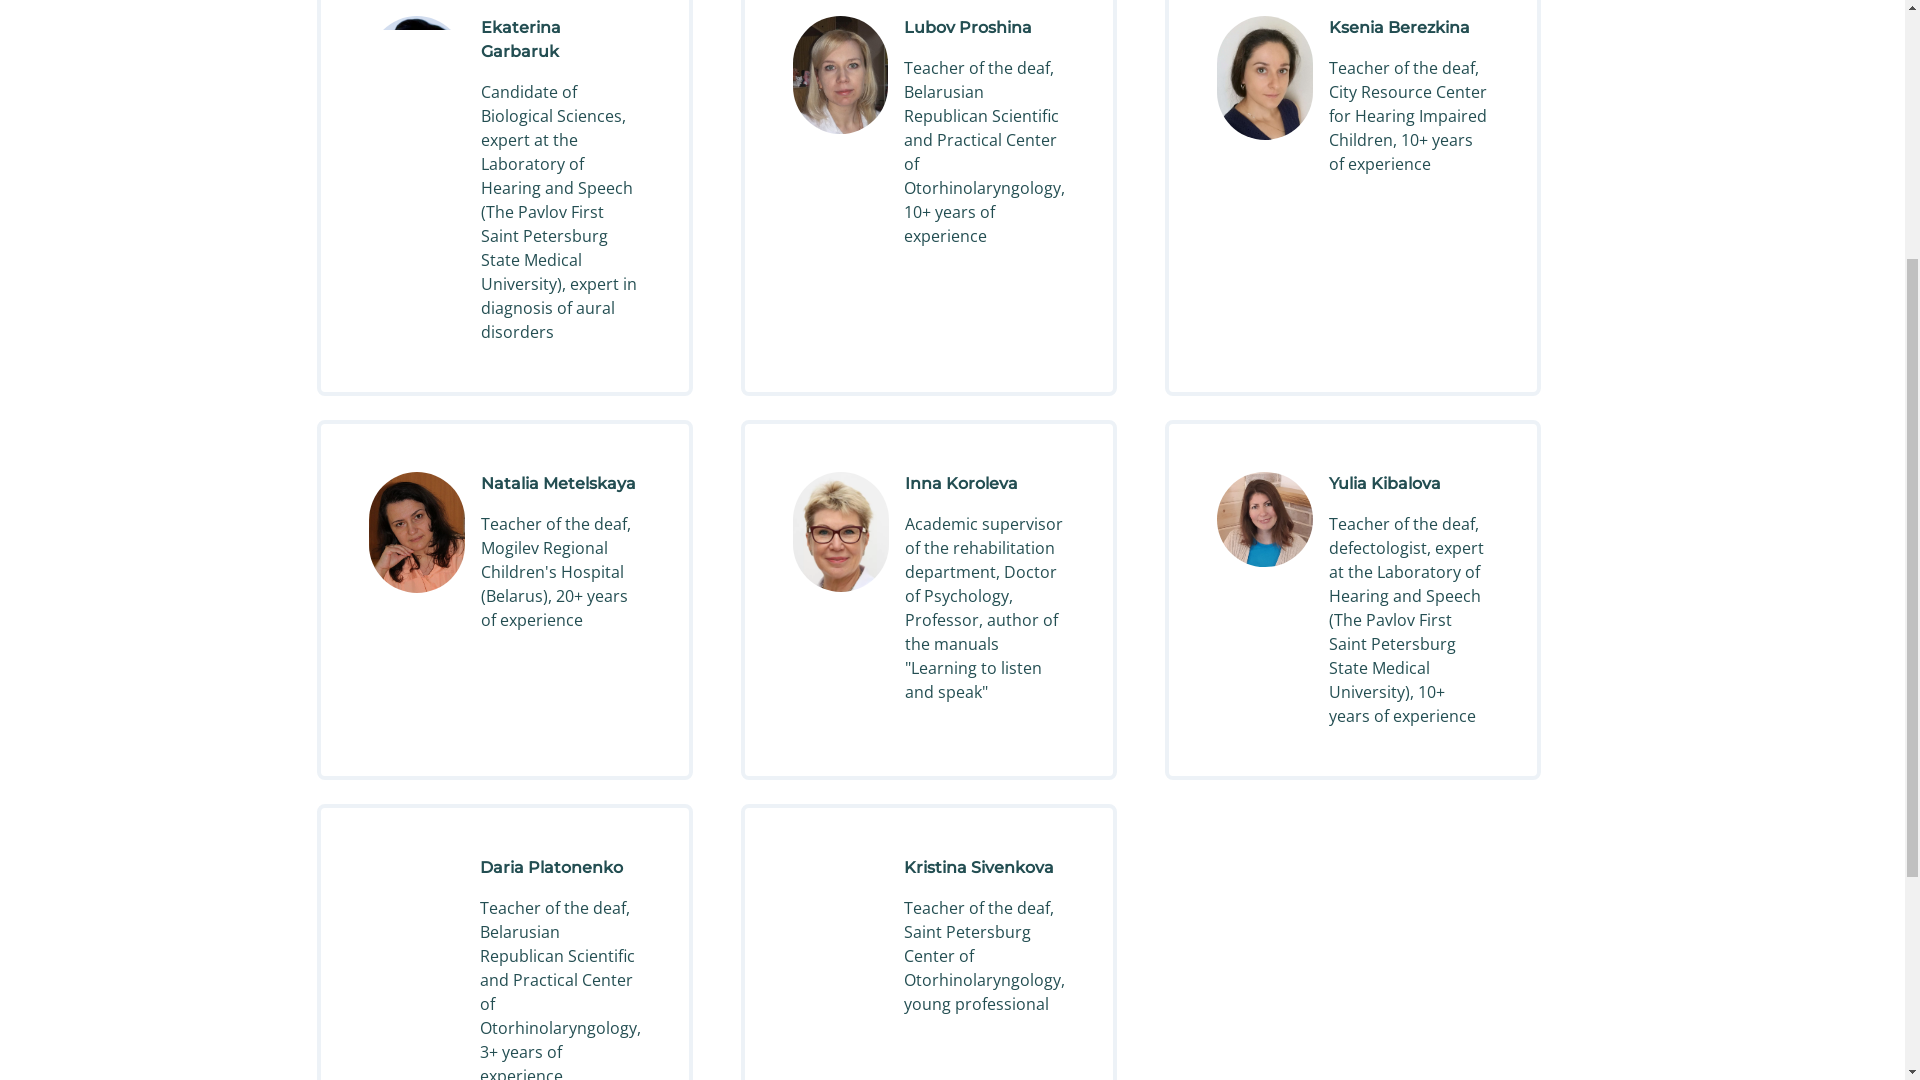 Ekaterina
Garbaruk
Candidate of
Biological Sciences,
expert at the
Laboratory of
Hearing and Speech
(The Pavlov First
Saint Petersburg
State Medical
University), expert in
diagnosis of aural
disorders
Lubov Proshina
Teacher of the deaf,
Belarusian
Republican Scientific
and Practical Center
of
Otorhinolaryngology,
10+ years of
experience
Ksenia Berezkina
Teacher of the deaf,
City Resource Center
for Hearing Impaired
Children, 10+ years
of experience
Natalia Metelskaya
Teacher of the deaf,
Mogilev Regional
Children's Hospital
(Belarus), 20+ years
of experience
Inna Koroleva
Academic supervisor
of the rehabilitation
department, Doctor
of Psychology,
Professor, author of
the manuals
"Learning to listen
and speak"
Yulia Kibalova
Teacher of the deaf,
defectologist, expert
at the Laboratory of
Hearing and Speech
(The Pavlov First
Saint Petersburg
State Medical
University), 10+
years of experience
Daria Platonenko
Teacher of the deaf,
Belarusian
Republican Scientific
and Practical Center
of
Otorhinolaryngology,
3+ years of
experience
Kristina Sivenkova
Teacher of the deaf,
Saint Petersburg
Center of
Otorhinolaryngology,
young professional